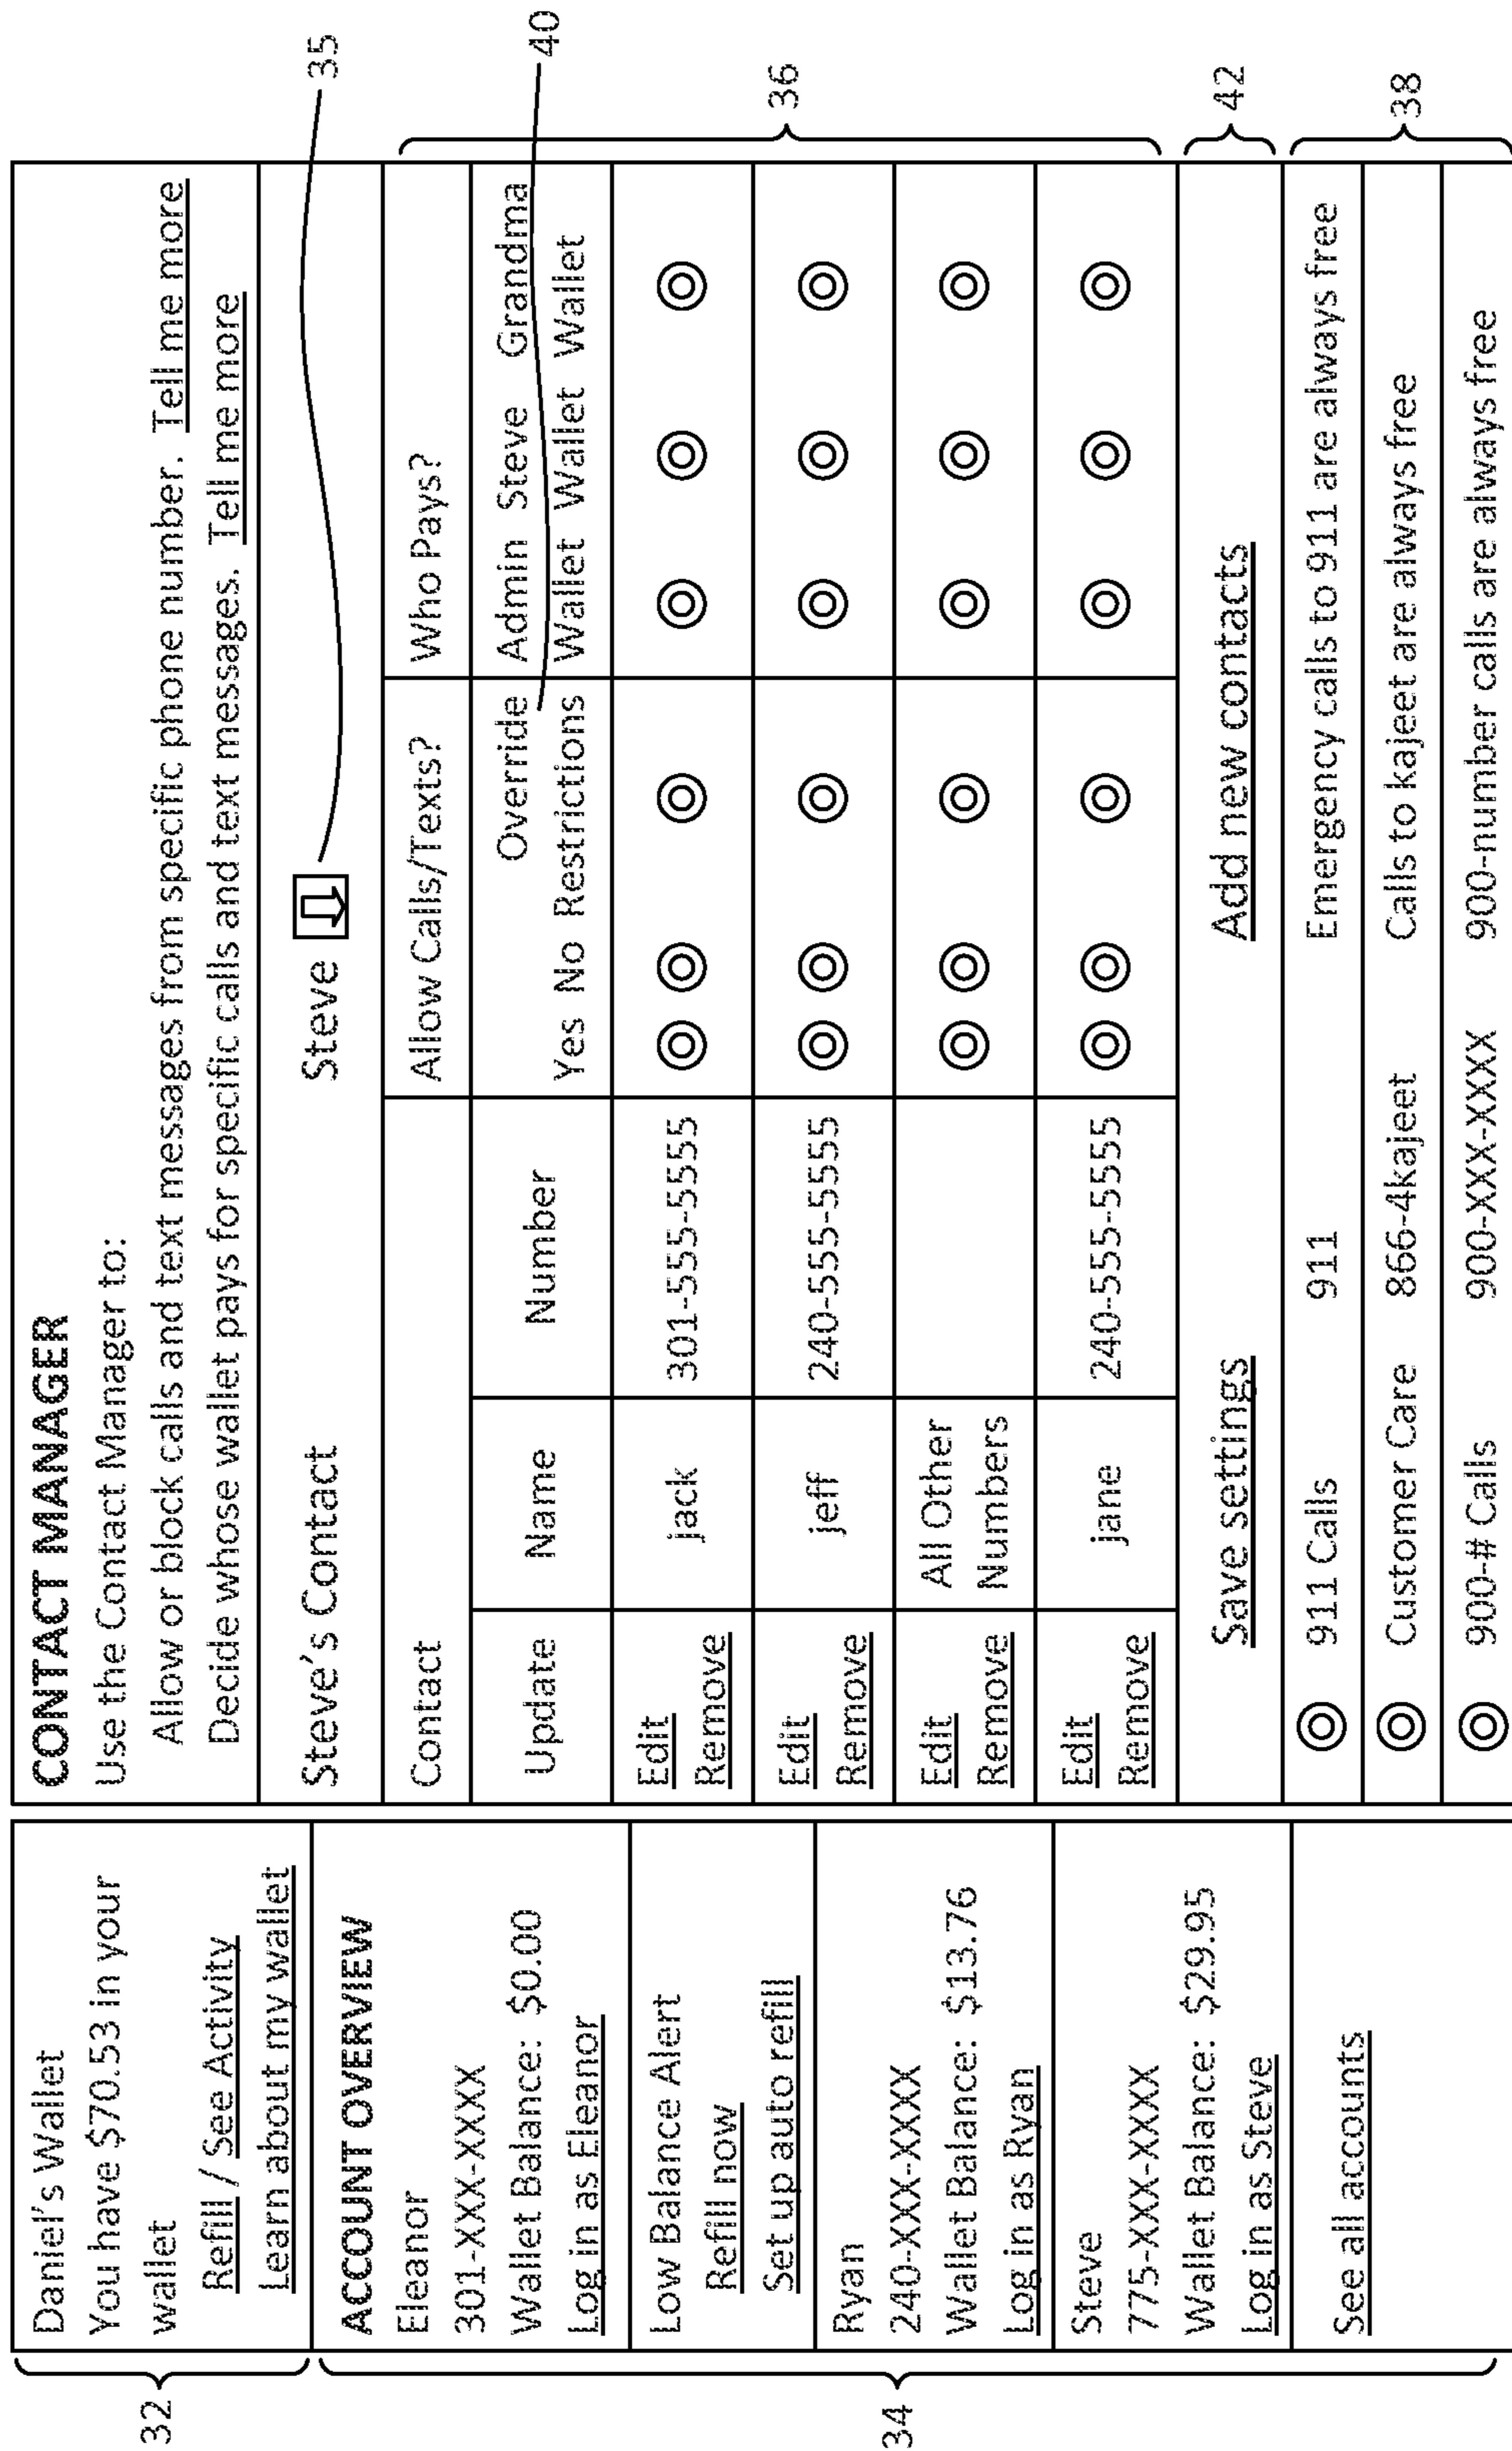 32
Daniel's Wallet
You have $70.53 in your
wallet
Refill / See Activity
Learn about my wallet
34
ACCOUNT OVERVIEW
Eleanor
301-XXX-XXXX
Wallet Balance: $0.00
Log in as Eleanor
Low Balance Alert
Refill now
Set up auto refill
Ryan
240-XXX-XXXX
Wallet Balance: $13.76
Log in as Ryan
Steve
775-XXX-XXXX
Wallet Balance: $29.95
Log in as Steve
See all accounts
CONTACT MANAGER
Use the Contact Manager to:
Allow or block calls and text messages from specific phone number. Tell me more
Decide whose wallet pays for specific calls and text messages. Tell me more
Steve's Contact Steve
35
Contact Allow Calls/Texts? Who Pays?
Override Admin Steve Grandma
Update Name Number Yes No Restrictions Wallet Wallet Wallet
40
Edit
Remove jack 301-555-5555
36
Edit
Remove jeff 240-555-5555
Edit All Other
Remove Numbers
Edit
Remove jane 240-555-5555
Save settings Add new contacts
42
911 Calls 911 Emergency calls to 911 are always free
Customer Care 866-4kajeet Calls to kajeet are always free
38
900-# Calls 900-XXX-XXXX 900-number calls are always free